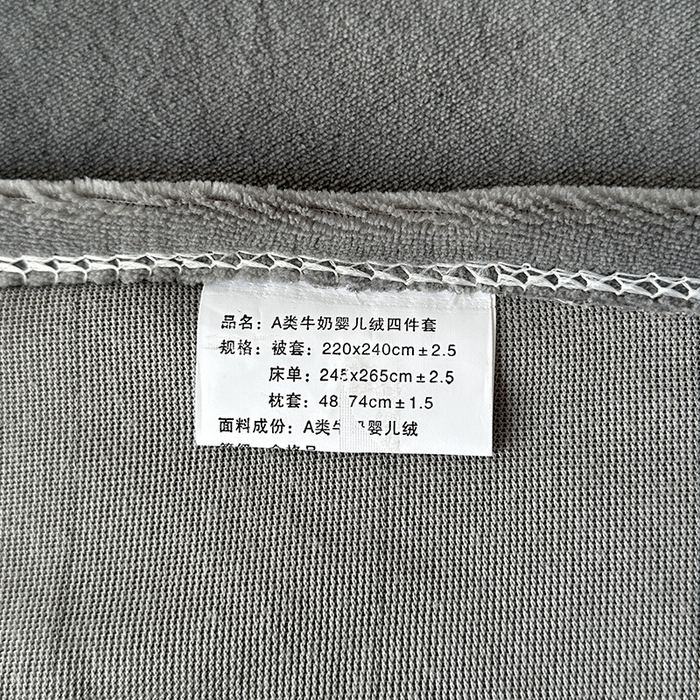 品名：A类牛奶婴儿绒四件套
规格：被套：220x240cm±2.5
床单：245x265cm±2.5
枕套：48 74cm±1.5
面料成份：A类牛 婴儿绒